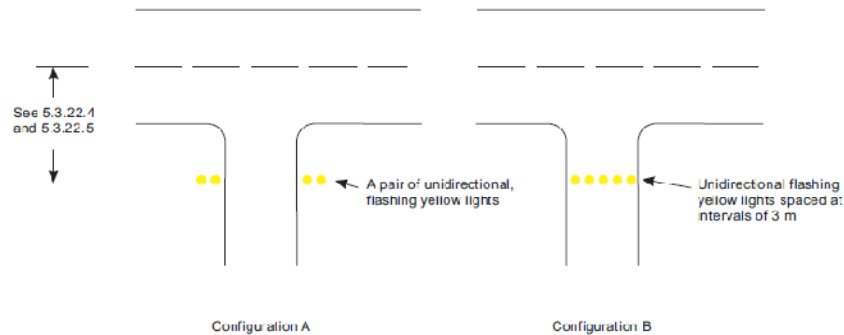 See 5.3.22.4
and 5.3.22.5
A pair of unidirectional,
flashing yellow lights
Unidirectional flashing
yellow lights spaced at
intervals of 3 m
Configuration A
Configuration B